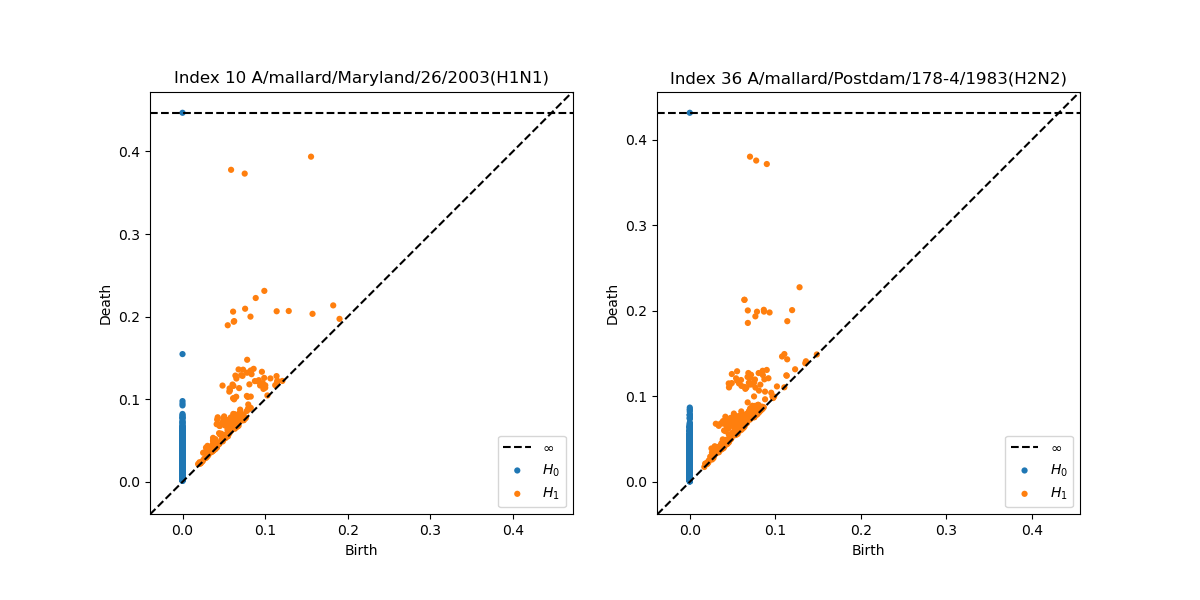 Index 10 A/mallard/Maryland/26/2003(H1N1)
Death
0.4
0.3
0.2
0.1
0.0
0.0 0.1 0.2 0.3 0.4
Birth
∞
H₀
H₁
Index 36 A/mallard/Postdam/178-4/1983(H2N2)
Death
0.4
0.3
0.2
0.1
0.0
0.0 0.1 0.2 0.3 0.4
Birth
∞
H₀
H₁